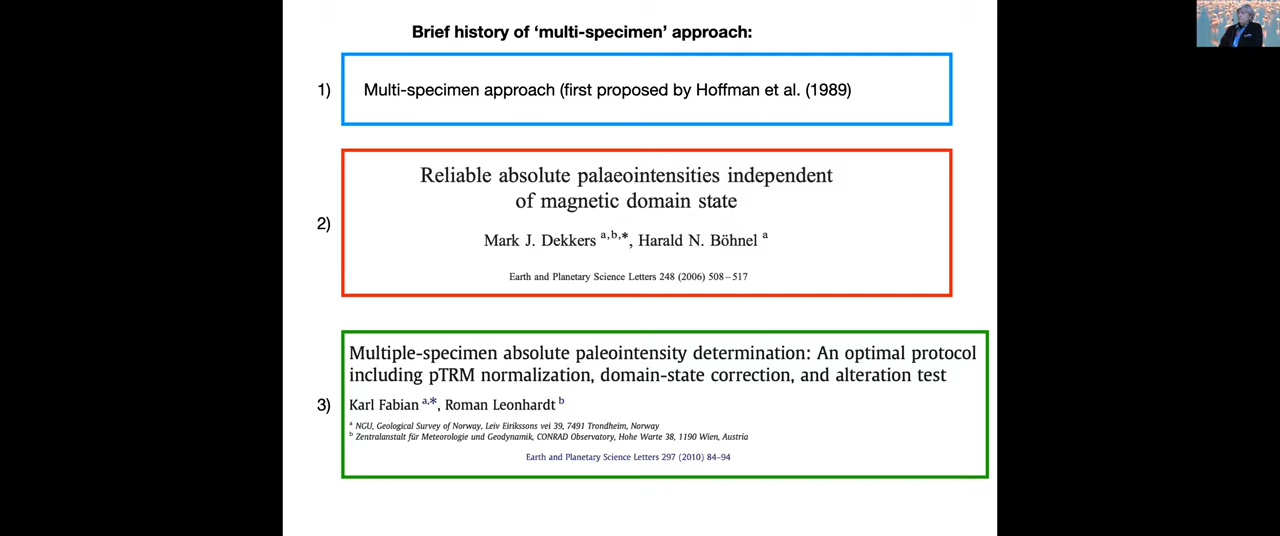 Brief history of ‘multi-specimen’ approach:
1)
Multi-specimen approach (first proposed by Hoffman et al. (1989)
2)
Reliable absolute palaeointensities independent
of magnetic domain state
Mark J. Dekkers a,b,*, Harald N. Böhnel a
Earth and Planetary Science Letters 248 (2006) 508–517
3)
Multiple-specimen absolute paleointensity determination: An optimal protocol
including pTRM normalization, domain-state correction, and alteration test
Karl Fabian a,*, Roman Leonhardt b
a NGU, Geological Survey of Norway, Leiv Eirikssons vei 39, 7491 Trondheim, Norway
b Zentralanstalt für Meteorologie und Geodynamik, CONRAD Observatory, Hohe Warte 38, 1190 Wien, Austria
Earth and Planetary Science Letters 297 (2010) 84–94